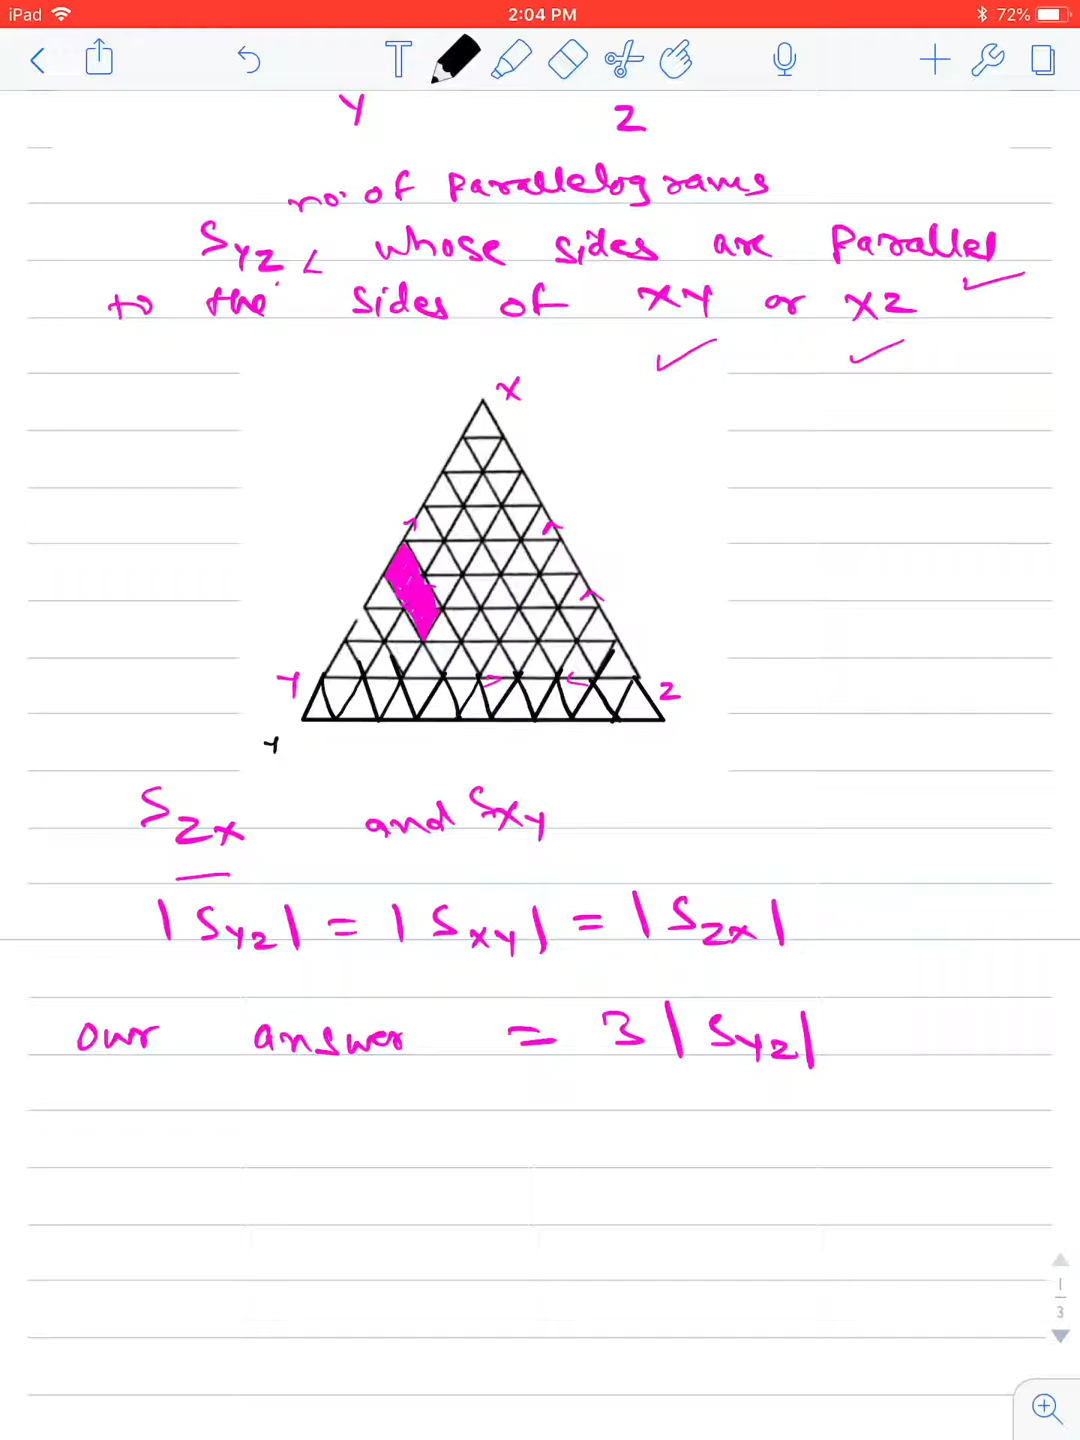 iPad 2:04 PM 72%
T
Y Z
no. of parallelograms
SYZ < whose sides are parallel
to the sides of XY or XZ
X
Y Z
Y
SZX and SXY
|SYZ| = |SXY| = |SZX|
our answer = 3 |SYZ|
1
3